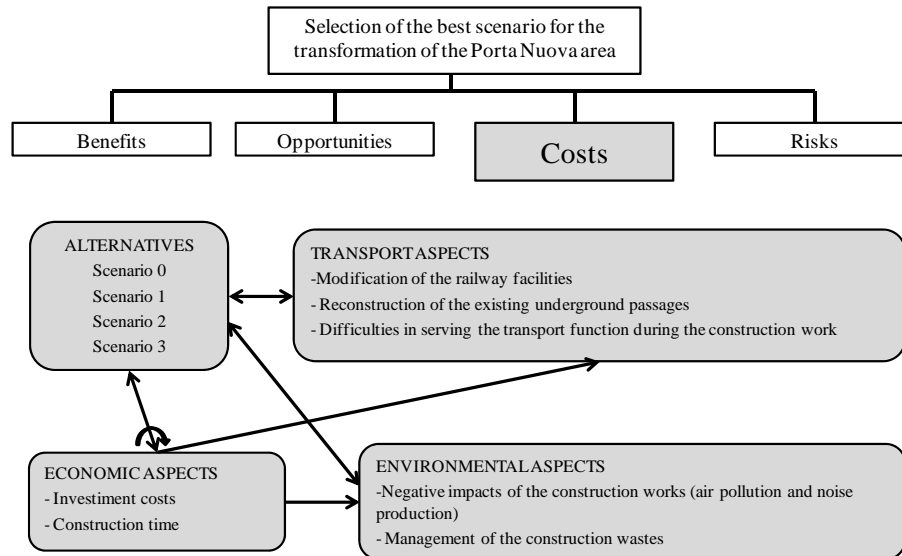 Selection of the best scenario for the
transformation of the Porta Nuova area
Benefits
Opportunities
Costs
Risks
ALTERNATIVES
Scenario 0
Scenario 1
Scenario 2
Scenario 3
TRANSPORT ASPECTS
-Modification of the railway facilities
- Reconstruction of the existing underground passages
- Difficulties in serving the transport function during the construction work
ECONOMIC ASPECTS
- Investiment costs
- Construction time
ENVIRONMENTAL ASPECTS
-Negative impacts of the construction works (air pollution and noise
production)
- Management of the construction wastes